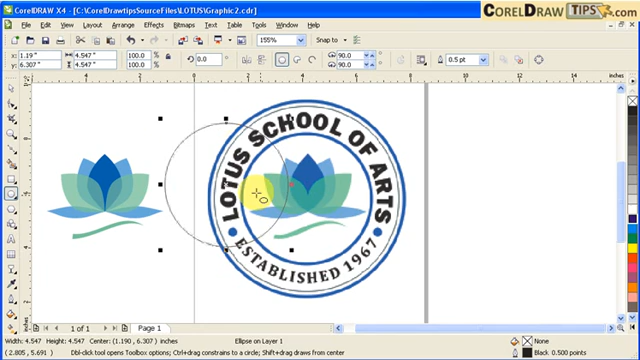 CorelDRAW X4 - [C:\CorelDrawtipsSourceFiles\LOTUS\Graphic2.cdr]
CORELDRAW TIPS.com
File Edit View Layout Arrange Effects Bitmaps Text Table Tools Window Help
155% Snap to
x: 1.19 " 4.547 " 100.0 % 0.0 90.0 0.5 pt
y: 6.307 " 4.547 " 100.0 % 90.0
inches
LOTUS SCHOOL OF ARTS
ESTABLISHED 1967
1 of 1 Page 1
Width: 4.547 Height: 4.547 Center: (1.190, 6.307) inches Ellipse on Layer 1 None
(2.805, 5.691) Dbl-click tool opens Toolbox options; Ctrl+drag constrains to a circle; Shift+drag draws from center Black 0.500 points